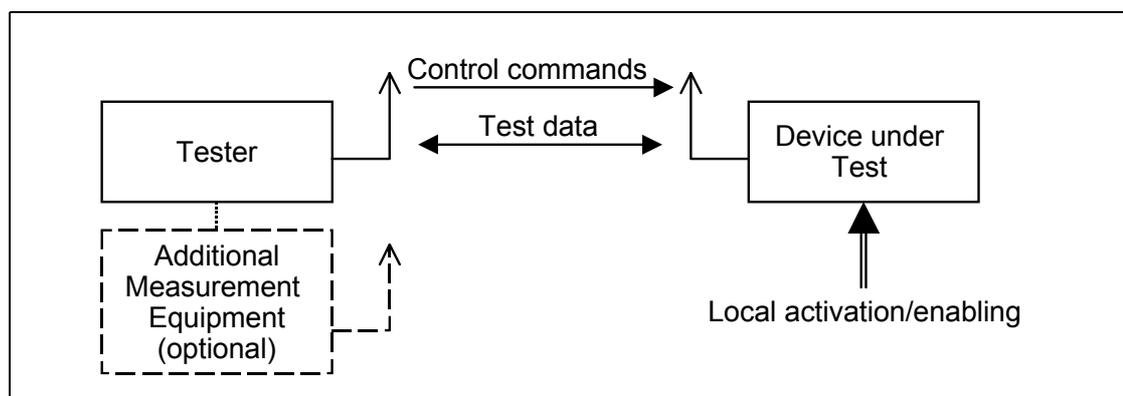 Control commands
Test data
Tester
Device under
Test
Additional
Measurement
Equipment
(optional)
Local activation/enabling